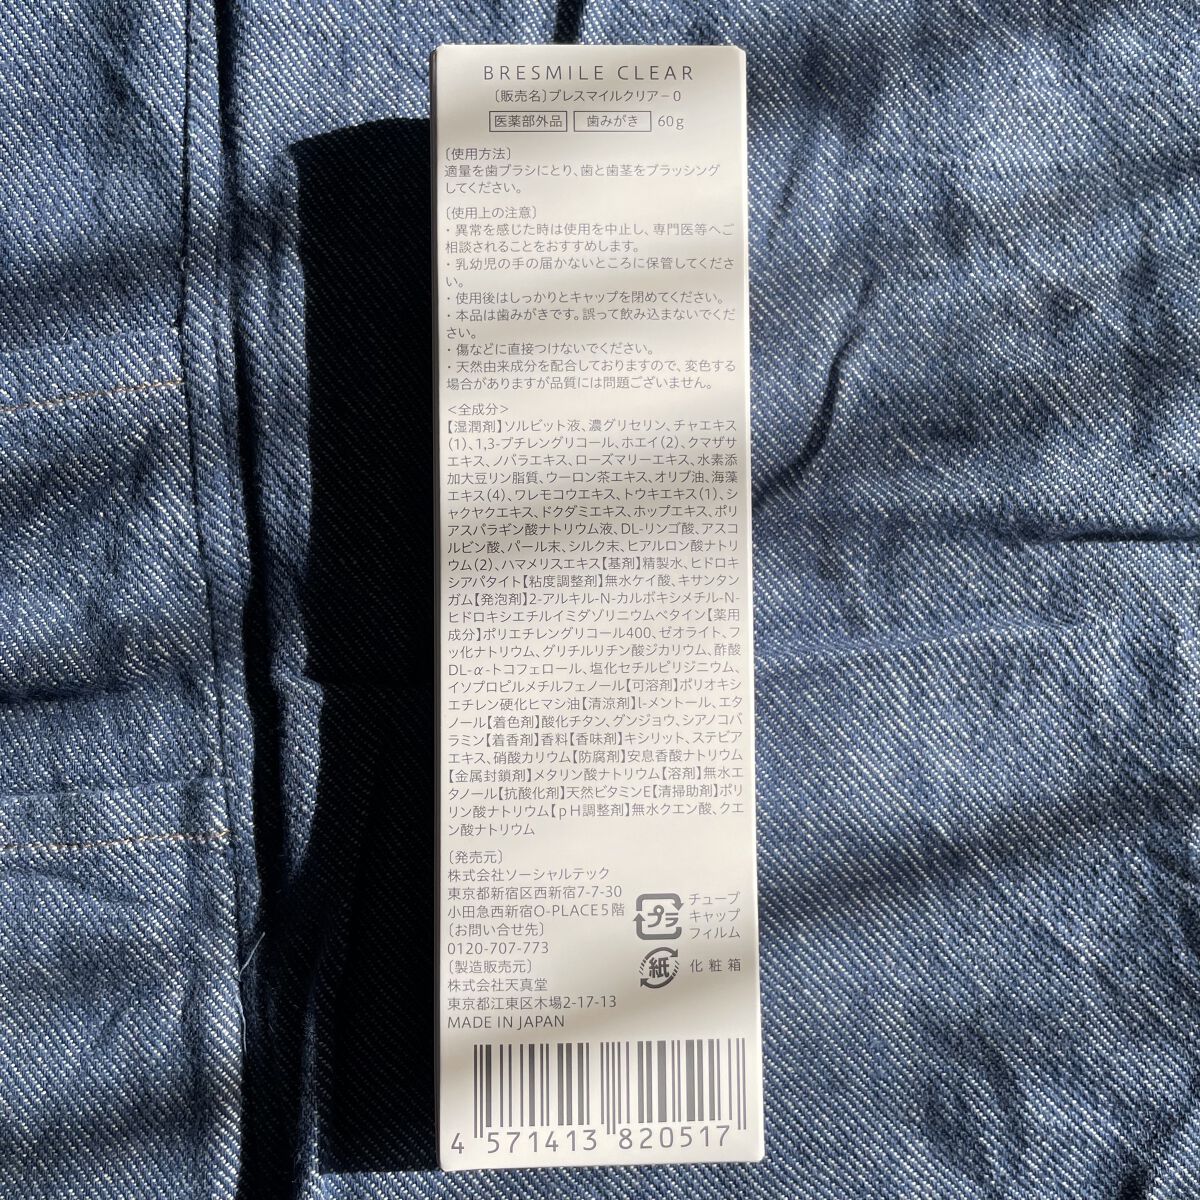 BRESMILE CLEAR
〔販売名〕ブレスマイルクリア－0
医薬部外品 歯みがき 60g
〔使用方法〕
適量を歯ブラシにとり、歯と歯茎をブラッシング
してください。
〔使用上の注意〕
・異常を感じた時は使用を中止し、専門医等へご
相談されることをおすすめします。
・乳幼児の手の届かないところに保管してくださ
い。
・使用後はしっかりとキャップを閉めてください。
・本品は歯みがきです。誤って飲み込まないでくだ
さい。
・傷などに直接つけないでください。
・天然由来成分を配合しておりますので、変色する
場合がありますが品質には問題ございません。
＜全成分＞
【湿潤剤】ソルビット液、濃グリセリン、チャエキス
(1)、1,3-ブチレングリコール、ホエイ(2)、クマザサ
エキス、ノバラエキス、ローズマリーエキス、水素添
加大豆リン脂質、ウーロン茶エキス、オリブ油、海藻
エキス(4)、ワレモコウエキス、トウキエキス(1)、シ
ャクヤクエキス、ドクダミエキス、ホップエキス、ポリ
アスパラギン酸ナトリウム液、DL-リンゴ酸、アスコ
ルビン酸、パール末、シルク末、ヒアルロン酸ナトリ
ウム(2)、ハマメリスエキス【基剤】精製水、ヒドロキ
シアパタイト【粘度調整剤】無水ケイ酸、キサンタン
ガム【発泡剤】2-アルキル-N-カルボキシメチル-N-
ヒドロキシエチルイミダゾリニウムベタイン【薬用
成分】ポリエチレングリコール400、ゼオライト、フ
ッ化ナトリウム、グリチルリチン酸ジカリウム、酢酸
DL-α-トコフェロール、塩化セチルピリジニウム、
イソプロピルメチルフェノール【可溶剤】ポリオキシ
エチレン硬化ヒマシ油【清涼剤】l-メントール、エタ
ノール【着色剤】酸化チタン、グンジョウ、シアノコバ
ラミン【着香剤】香料【香味剤】キシリット、ステビア
エキス、硝酸カリウム【防腐剤】安息香酸ナトリウム
【金属封鎖剤】メタリン酸ナトリウム【溶剤】無水エ
タノール【抗酸化剤】天然ビタミンE【清掃助剤】ポリ
リン酸ナトリウム【pH調整剤】無水クエン酸、クエ
ン酸ナトリウム
〔発売元〕
株式会社ソーシャルテック
東京都新宿区西新宿7-7-30
小田急西新宿O-PLACE5階
〔お問い合せ先〕
0120-707-773
〔製造販売元〕
株式会社天真堂
東京都江東区木場2-17-13
MADE IN JAPAN
プラ
チューブ
キャップ
フィルム
紙
化粧箱
4 571413 820517